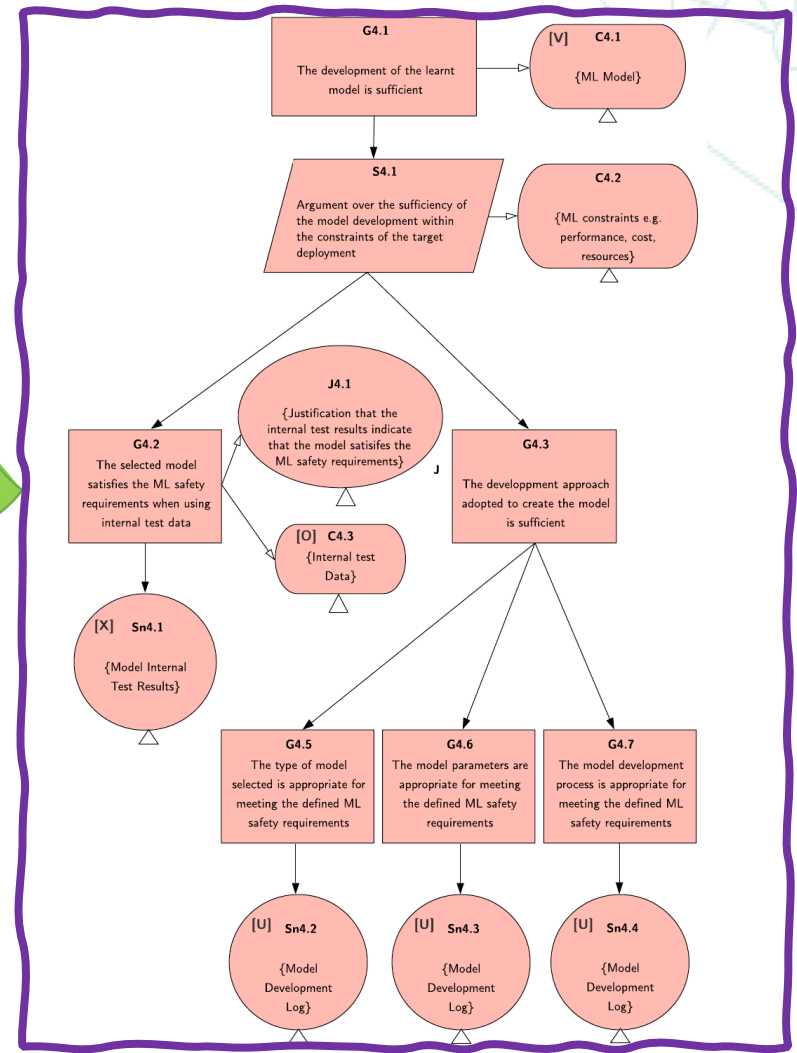 G4.1
The development of the learnt
model is sufficient
[V] C4.1
{ML Model}
S4.1
Argument over the sufficiency of
the model development within
the constraints of the target
deployment
C4.2
{ML constraints e.g.
performance, cost,
resources}
J4.1
{Justification that the
internal test results indicate
that the model satisifes the
ML safety requirements}
J
G4.2
The selected model
satisfies the ML safety
requirements when using
internal test data
G4.3
The developpment approach
adopted to create the model
is sufficient
[O] C4.3
{Internal test
Data}
[X] Sn4.1
{Model Internal
Test Results}
G4.5
The type of model
selected is appropriate for
meeting the defined ML
safety requirements
G4.6
The model parameters are
appropriate for meeting
the defined ML safety
requirements
G4.7
The model development
process is appropriate for
meeting the defined ML
safety requirements
[U] Sn4.2
{Model
Development
Log}
[U] Sn4.3
{Model
Development
Log}
[U] Sn4.4
{Model
Development
Log}